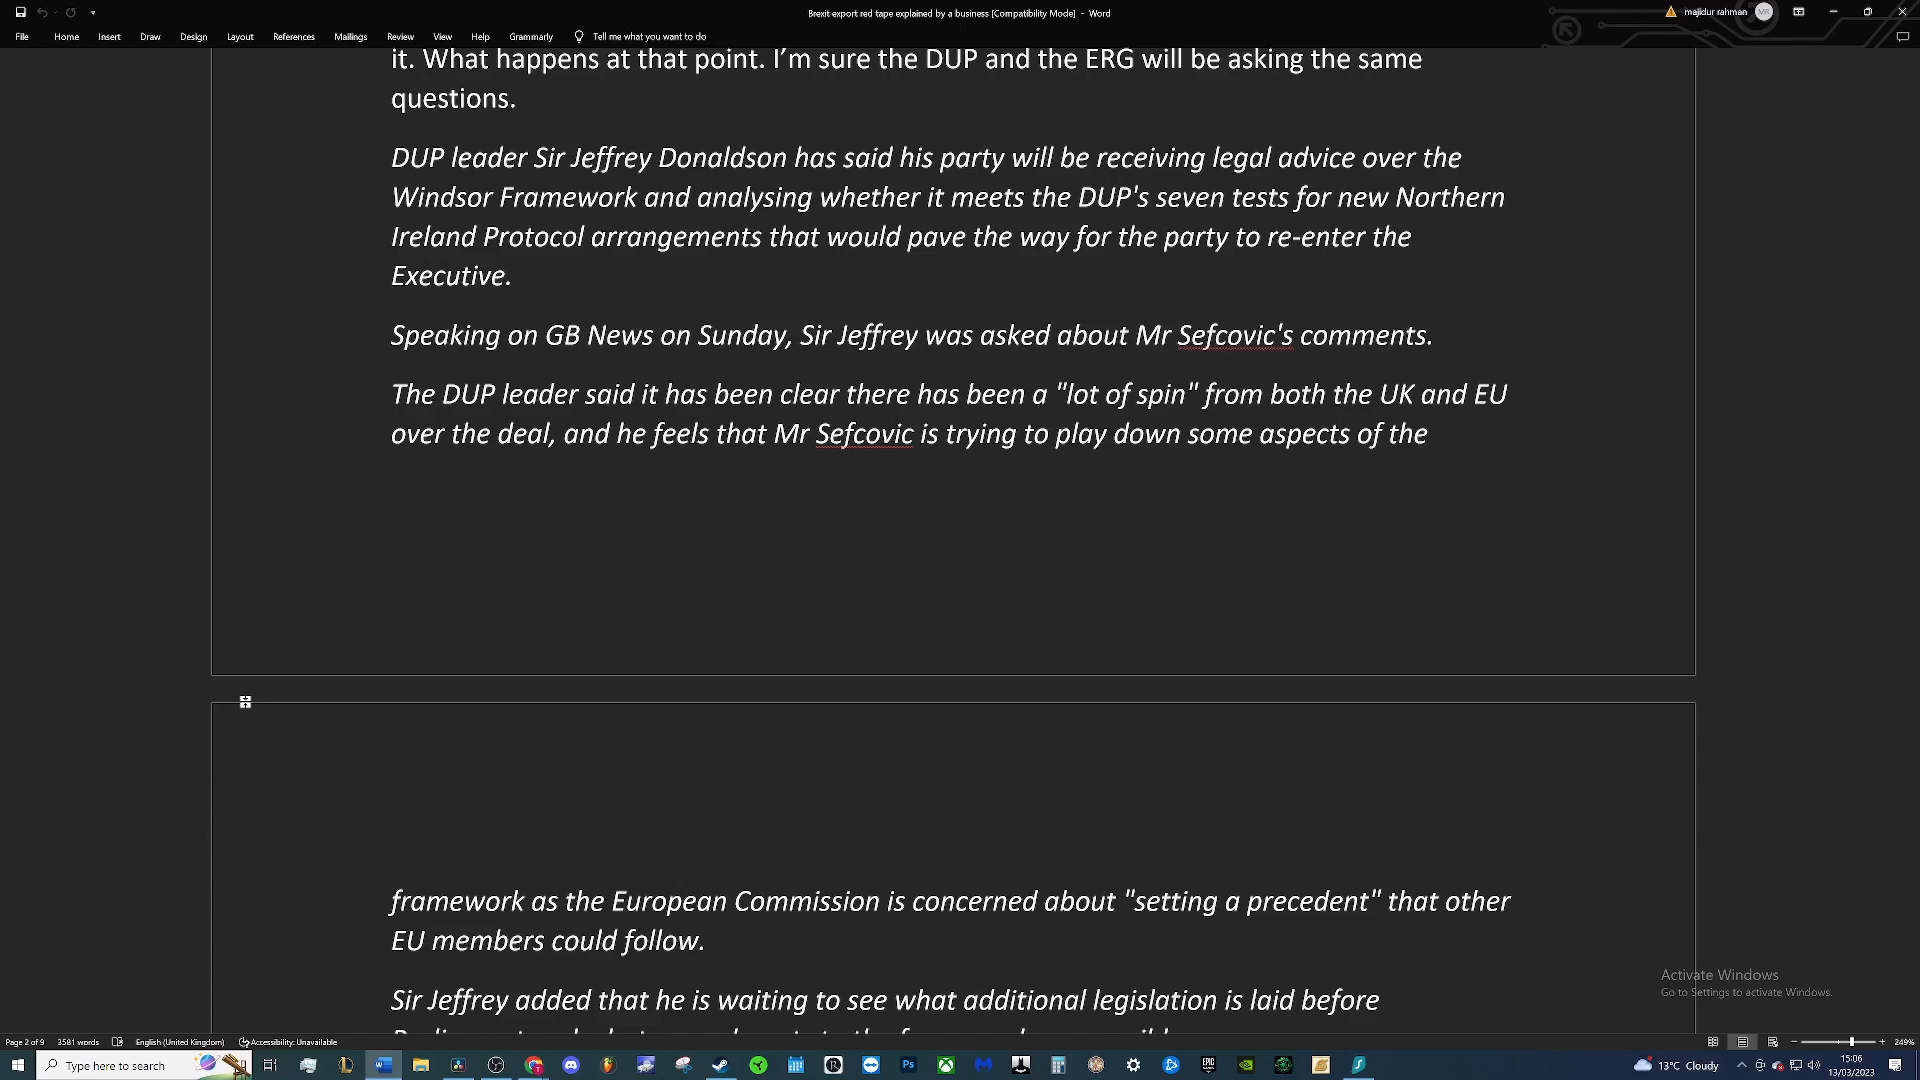 Brexit export red tape explained by a business [Compatibility Mode] - Word
majidur rahman MR
File Home Insert Draw Design Layout References Mailings Review View Help Grammarly Tell me what you want to do
it. What happens at that point. I’m sure the DUP and the ERG will be asking the same
questions.
DUP leader Sir Jeffrey Donaldson has said his party will be receiving legal advice over the
Windsor Framework and analysing whether it meets the DUP's seven tests for new Northern
Ireland Protocol arrangements that would pave the way for the party to re-enter the
Executive.
Speaking on GB News on Sunday, Sir Jeffrey was asked about Mr Sefcovic's comments.
The DUP leader said it has been clear there has been a "lot of spin" from both the UK and EU
over the deal, and he feels that Mr Sefcovic is trying to play down some aspects of the
framework as the European Commission is concerned about "setting a precedent" that other
EU members could follow.
Sir Jeffrey added that he is waiting to see what additional legislation is laid before
Activate Windows
Go to Settings to activate Windows.
Page 2 of 9 3581 words English (United Kingdom) Accessibility: Unavailable 249%
Type here to search
13°C Cloudy
15:06
13/03/2023